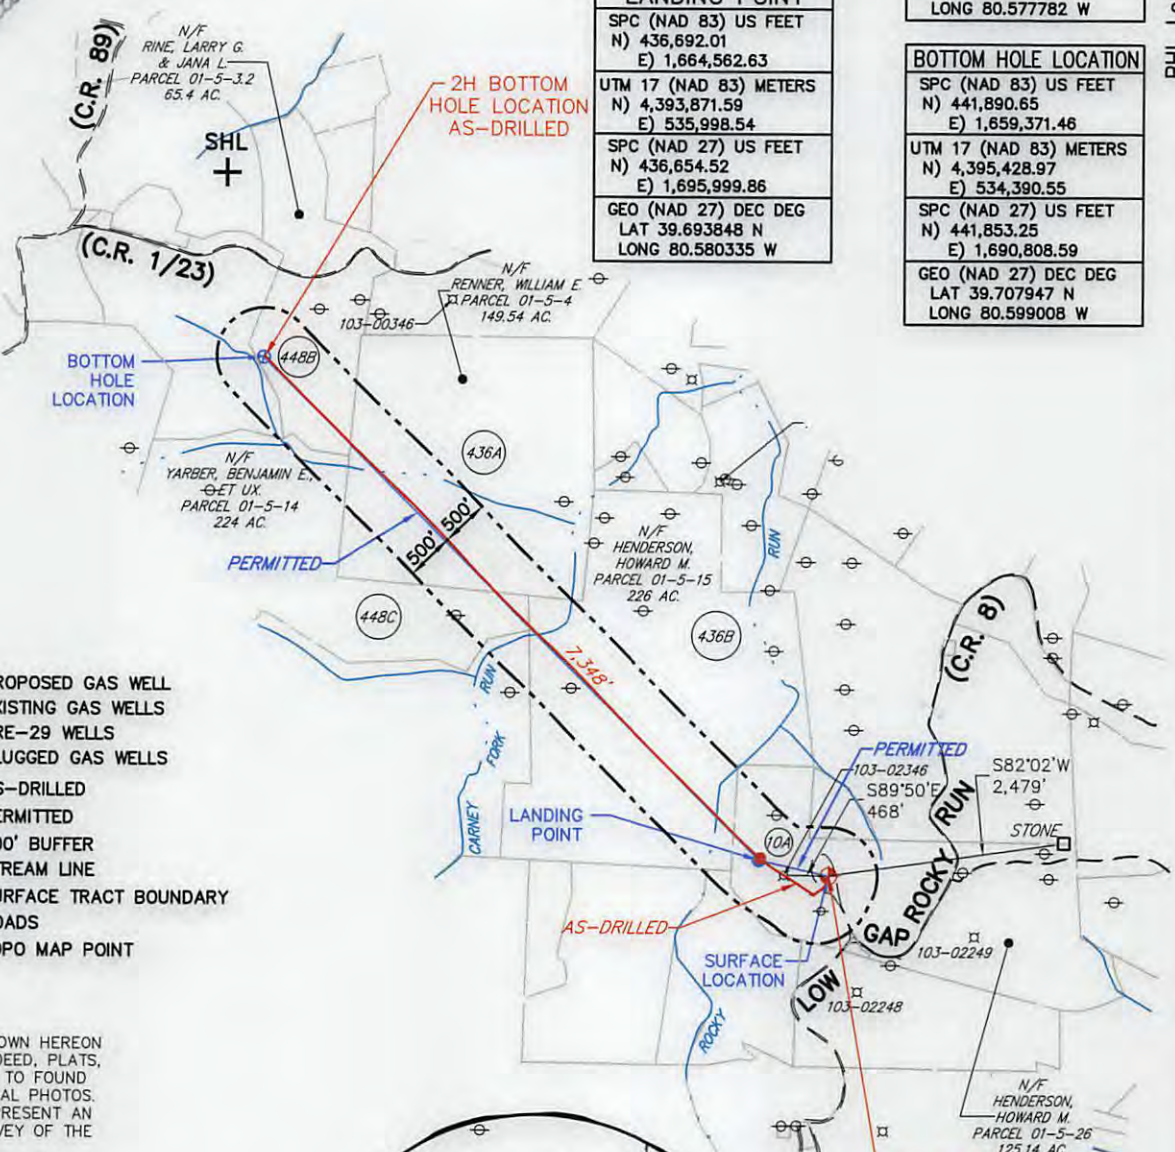 N/F
RINE, LARRY G.
& JANA L.
PARCEL 01-5-3.2
65.4 AC.
(C.R. 89)
SHL
(C.R. 1/23)
2H BOTTOM
HOLE LOCATION
AS-DRILLED
LANDING POINT
SPC (NAD 83) US FEET
N) 436,692.01
E) 1,664,562.63
UTM 17 (NAD 83) METERS
N) 4,393,871.59
E) 535,998.54
SPC (NAD 27) US FEET
N) 436,654.52
E) 1,695,999.86
GEO (NAD 27) DEC DEG
LAT 39.693848 N
LONG 80.580335 W
LONG 80.577782 W
BOTTOM HOLE LOCATION
SPC (NAD 83) US FEET
N) 441,890.65
E) 1,659,371.46
UTM 17 (NAD 83) METERS
N) 4,395,428.97
E) 534,390.55
SPC (NAD 27) US FEET
N) 441,853.25
E) 1,690,808.59
GEO (NAD 27) DEC DEG
LAT 39.707947 N
LONG 80.599008 W
N/F
RENNER, WILLIAM E.
PARCEL 01-5-4
149.54 AC.
103-00346
BOTTOM
HOLE
LOCATION
448B
436A
N/F
YARBER, BENJAMIN E.,
ET UX.
PARCEL 01-5-14
224 AC.
PERMITTED
500'
500'
N/F
HENDERSON,
HOWARD M.
PARCEL 01-5-15
226 AC.
RUN
448C
436B
(C.R. 8)
7,348'
RUN
FORK
CARNEY
PERMITTED
103-02346
S89°50'E
468'
S82°02'W
2,479'
STONE
LANDING
POINT
10A
RUN
ROCKY
GAP
LOW
AS-DRILLED
SURFACE
LOCATION
103-02249
103-02248
ROCKY
N/F
HENDERSON,
HOWARD M.
PARCEL 01-5-26
125.14 AC.
ROPOSED GAS WELL
XISTING GAS WELLS
RE-29 WELLS
LUGGED GAS WELLS
S-DRILLED
ERMITTED
00' BUFFER
TREAM LINE
URFACE TRACT BOUNDARY
OADS
OPO MAP POINT
OWN HEREON
DEED, PLATS,
TO FOUND
AL PHOTOS.
PRESENT AN
VEY OF THE